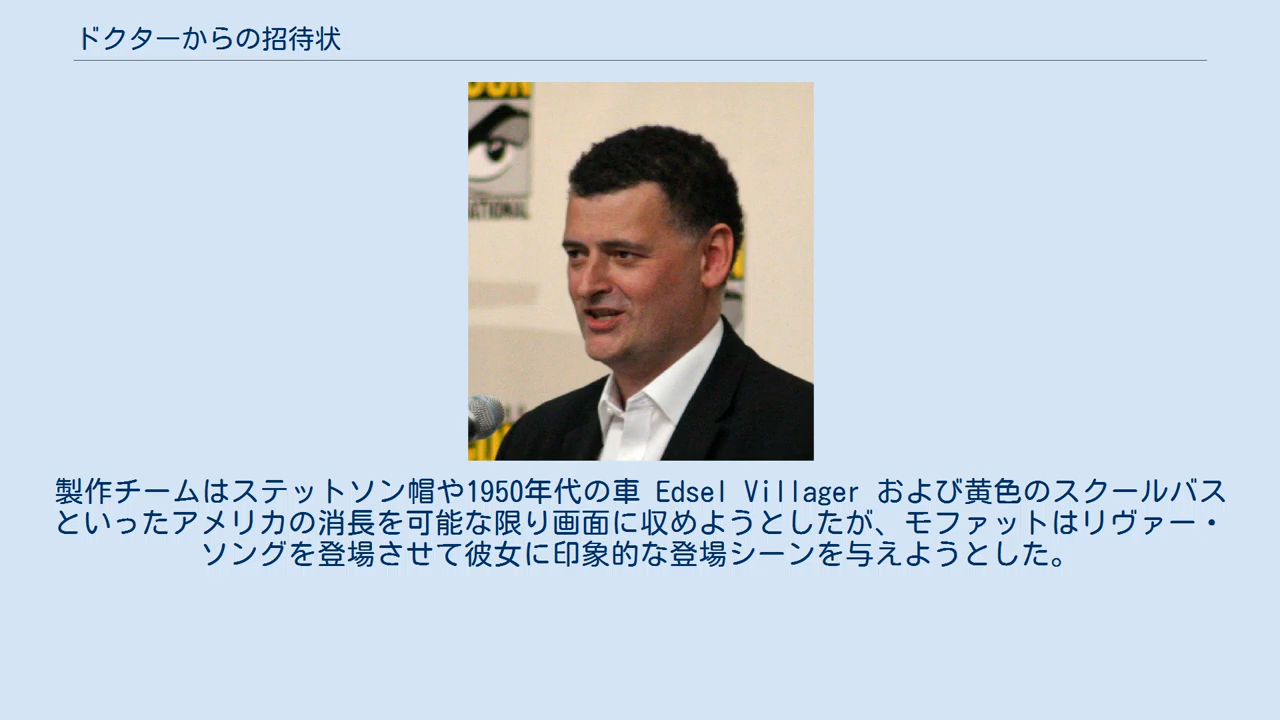 ドクターからの招待状
ATIONAL
製作チームはステットソン帽や1950年代の車 Edsel Villager および黄色のスクールバス
といったアメリカの消長を可能な限り画面に収めようとしたが、モファットはリヴァー・
ソングを登場させて彼女に印象的な登場シーンを与えようとした。